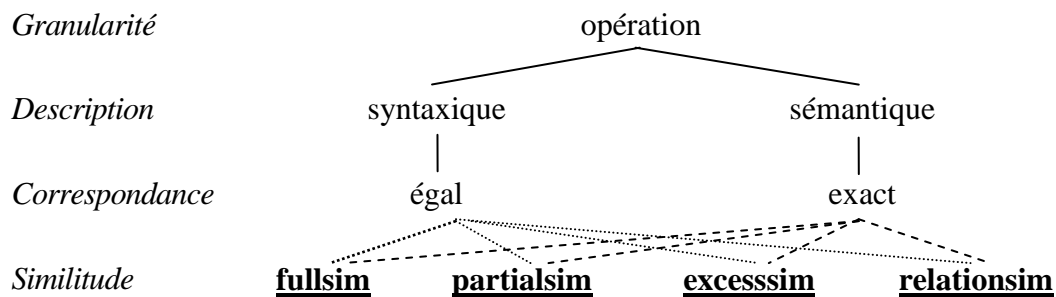 Granularité opération
Description syntaxique sémantique
Correspondance égal exact
Similitude fullsim partialsim excesssim relationsim